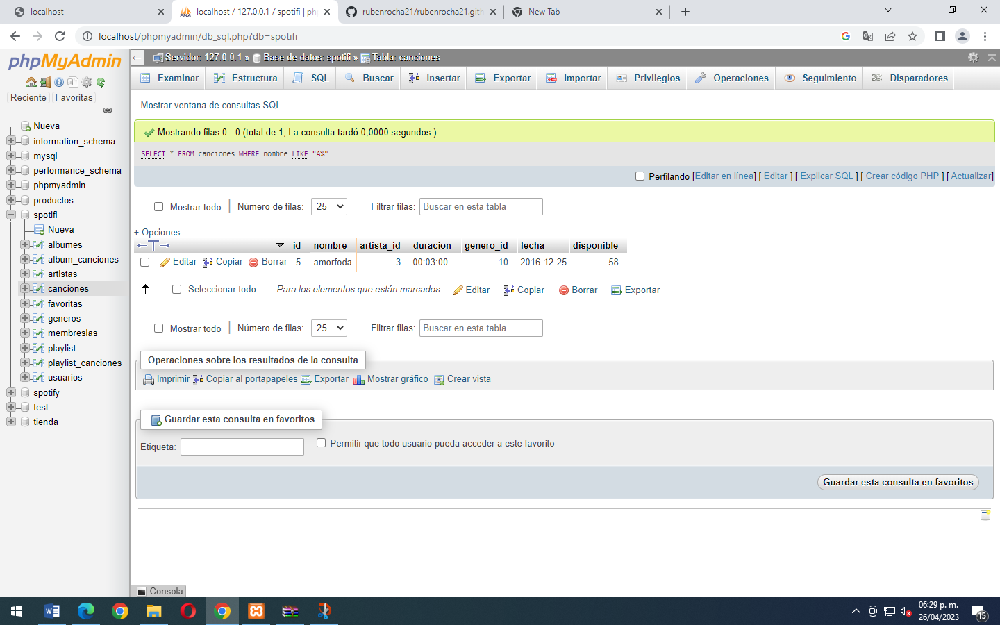 localhost
localhost / 127.0.0.1 / spotifi | ph
rubenrocha21/rubenrocha21.gith
New Tab
localhost/phpmyadmin/db_sql.php?db=spotifi
phpMyAdmin
Reciente Favoritas
Nueva
information_schema
mysql
performance_schema
phpmyadmin
productos
spotifi
Nueva
albumes
album_canciones
artistas
canciones
favoritas
generos
membresias
playlist
playlist_canciones
usuarios
spotify
test
tienda
Servidor: 127.0.0.1 » Base de datos: spotifi » Tabla: canciones
Examinar Estructura SQL Buscar Insertar Exportar Importar Privilegios Operaciones Seguimiento Disparadores
Mostrar ventana de consultas SQL
Mostrando filas 0 - 0 (total de 1, La consulta tardó 0,0000 segundos.)
SELECT * FROM canciones WHERE nombre LIKE "A%"
Perfilando [Editar en línea] [ Editar ] [ Explicar SQL ] [ Crear código PHP ] [ Actualizar]
Mostrar todo Número de filas: 25 Filtrar filas: Buscar en esta tabla
+ Opciones
id nombre artista_id duracion genero_id fecha disponible
Editar Copiar Borrar 5 amorfoda 3 00:03:00 10 2016-12-25 58
Seleccionar todo Para los elementos que están marcados: Editar Copiar Borrar Exportar
Mostrar todo Número de filas: 25 Filtrar filas: Buscar en esta tabla
Operaciones sobre los resultados de la consulta
Imprimir Copiar al portapapeles Exportar Mostrar gráfico Crear vista
Guardar esta consulta en favoritos
Etiqueta: Permitir que todo usuario pueda acceder a este favorito
Guardar esta consulta en favoritos
Consola
06:29 p. m.
26/04/2023
15